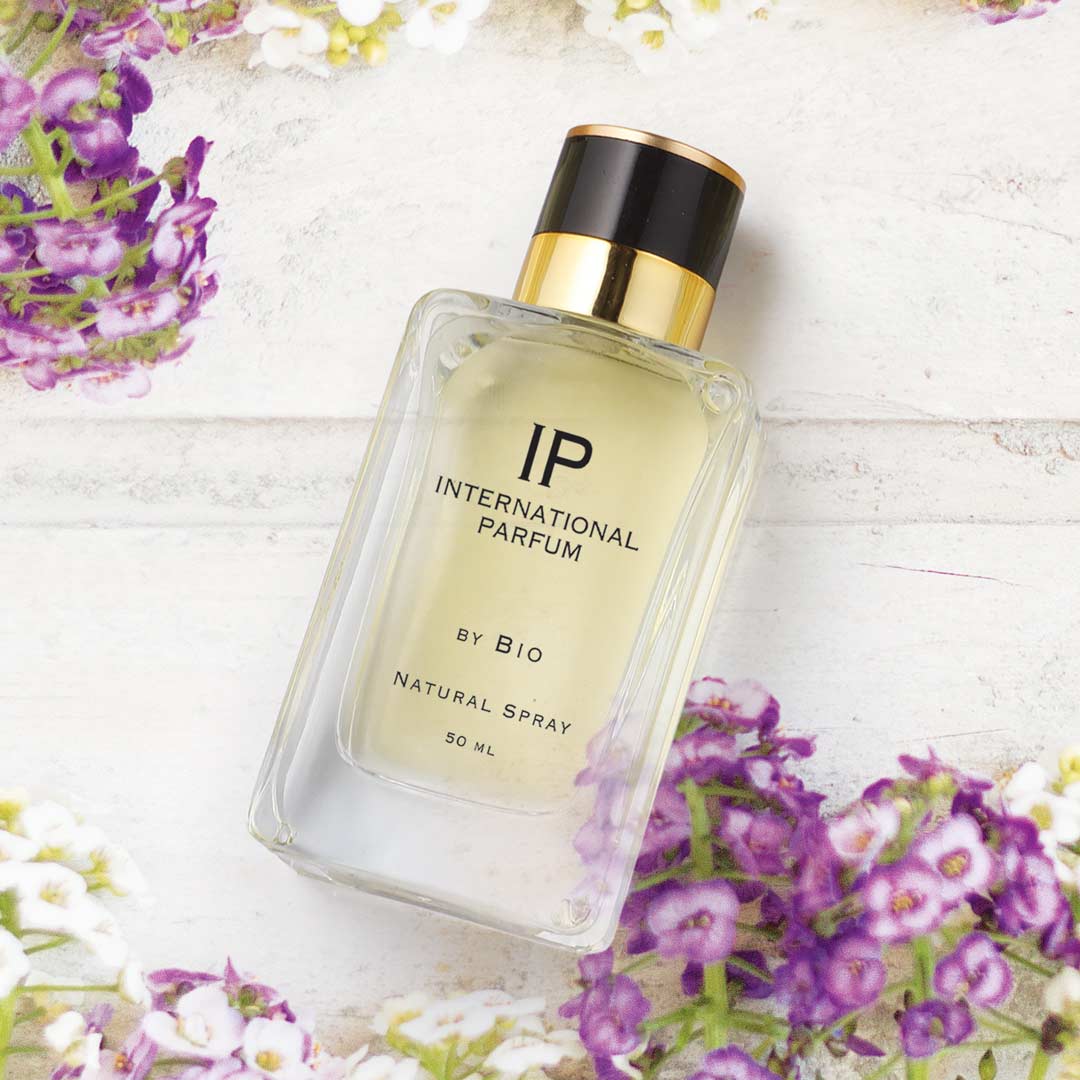 IP
INTERNATIONAL
PARFUM
BY BIO
NATURAL SPRAY
50 ML